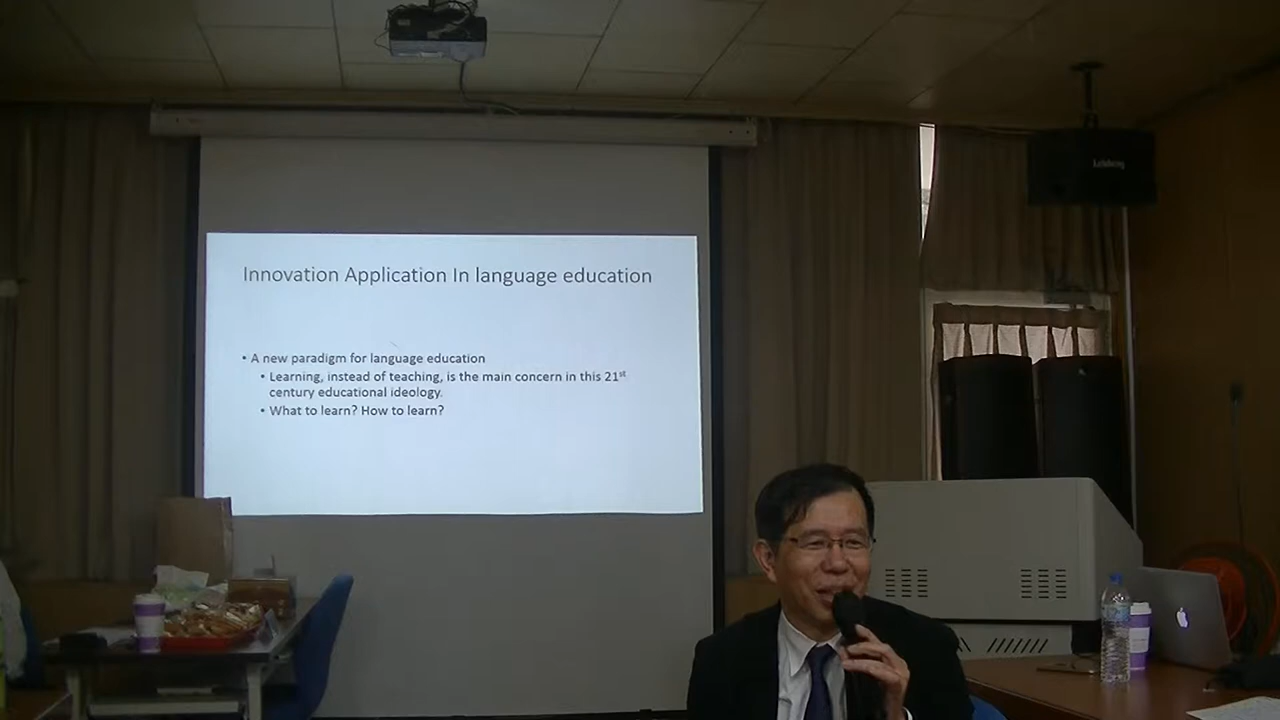 Innovation Application In language education
• A new paradigm for language education
• Learning, instead of teaching, is the main concern in this 21st
century educational ideology.
• What to learn? How to learn?